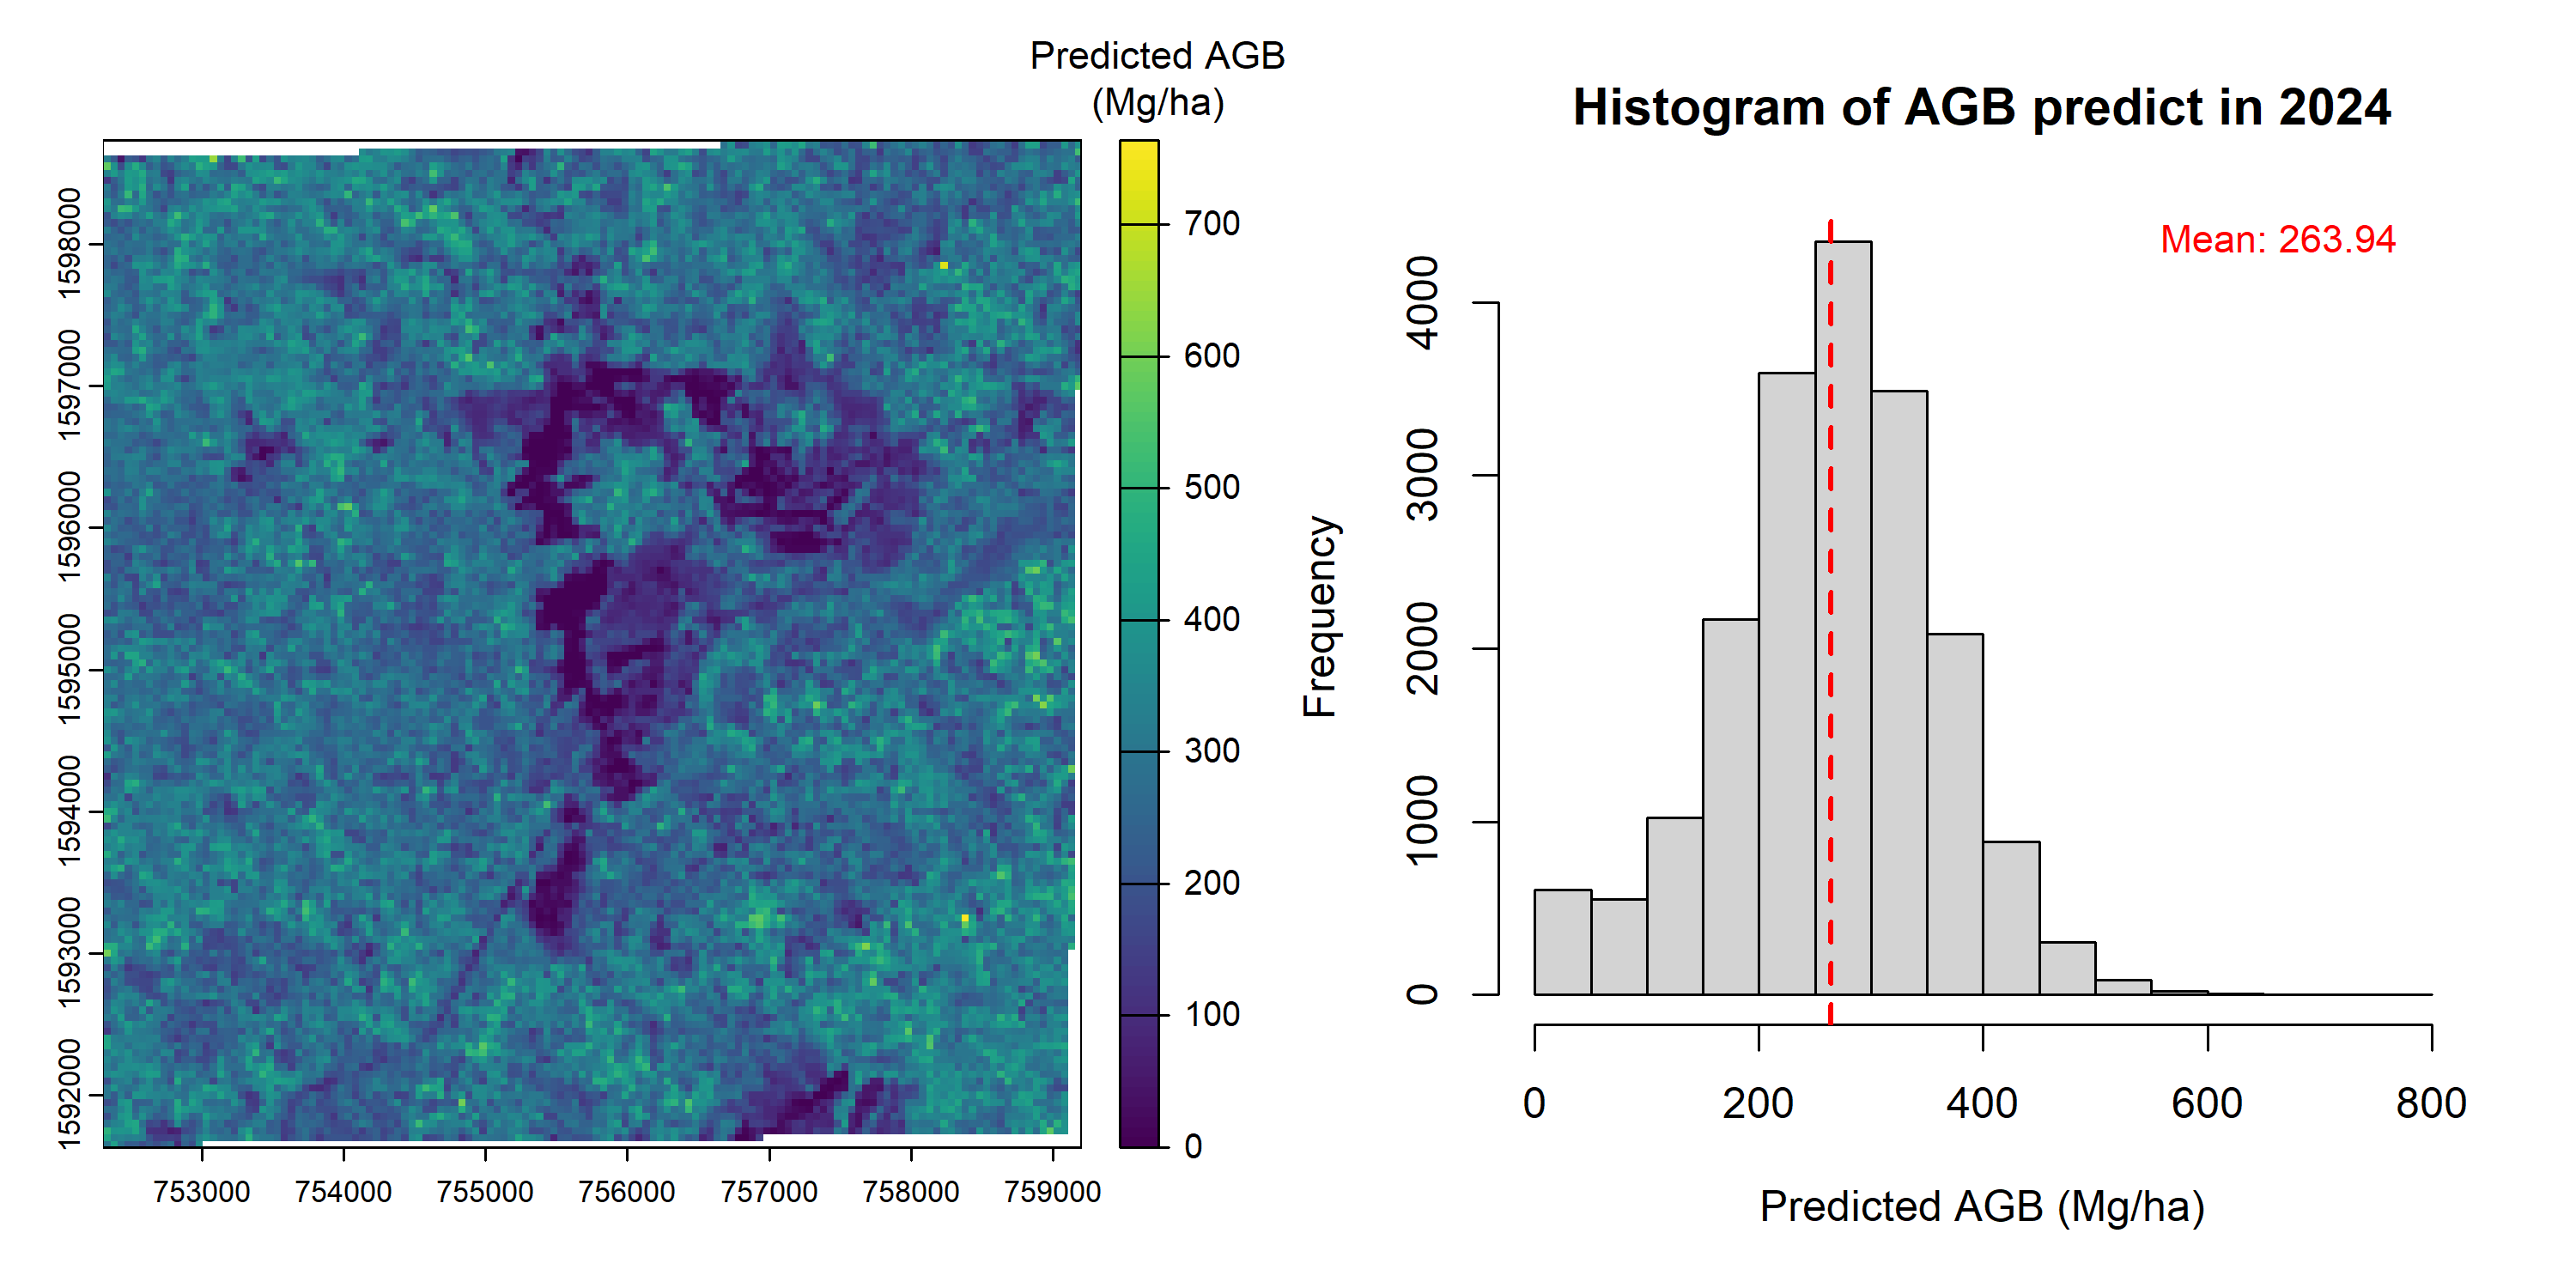 Predicted AGB
(Mg/ha)
1598000
1597000
1596000
1595000
1594000
1593000
1592000
753000 754000 755000 756000 757000 758000 759000
700
600
500
400
300
200
100
0
Histogram of AGB predict in 2024
Mean: 263.94
Frequency
4000
3000
2000
1000
0
0 200 400 600 800
Predicted AGB (Mg/ha)